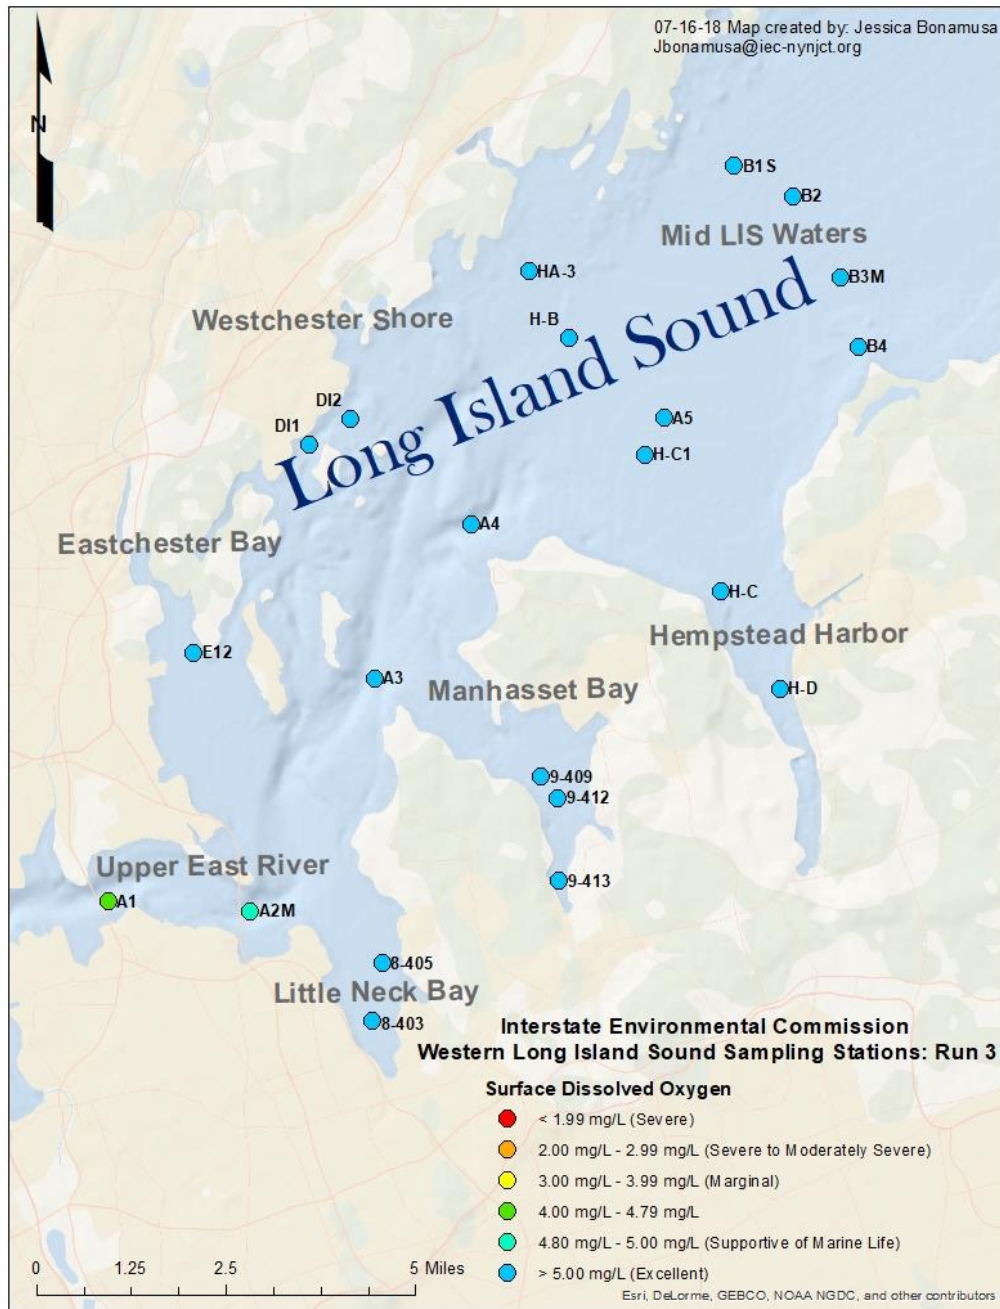 07-16-18 Map created by: Jessica Bonamusa
Jbonamusa@iec-nynjct.org
N
B1S
B2
Mid LIS Waters
HA-3
B3M
Westchester Shore
H-B
B4
Long Island Sound
DI2
A5
DI1
H-C1
A4
Eastchester Bay
H-C
Hempstead Harbor
E12
A3
Manhasset Bay
H-D
9-409
9-412
Upper East River
9-413
A1
A2M
8-405
Little Neck Bay
8-403
Interstate Environmental Commission
Western Long Island Sound Sampling Stations: Run 3
Surface Dissolved Oxygen
< 1.99 mg/L (Severe)
2.00 mg/L - 2.99 mg/L (Severe to Moderately Severe)
3.00 mg/L - 3.99 mg/L (Marginal)
4.00 mg/L - 4.79 mg/L
4.80 mg/L - 5.00 mg/L (Supportive of Marine Life)
> 5.00 mg/L (Excellent)
0 1.25 2.5 5 Miles
Esri, DeLorme, GEBCO, NOAA NGDC, and other contributors